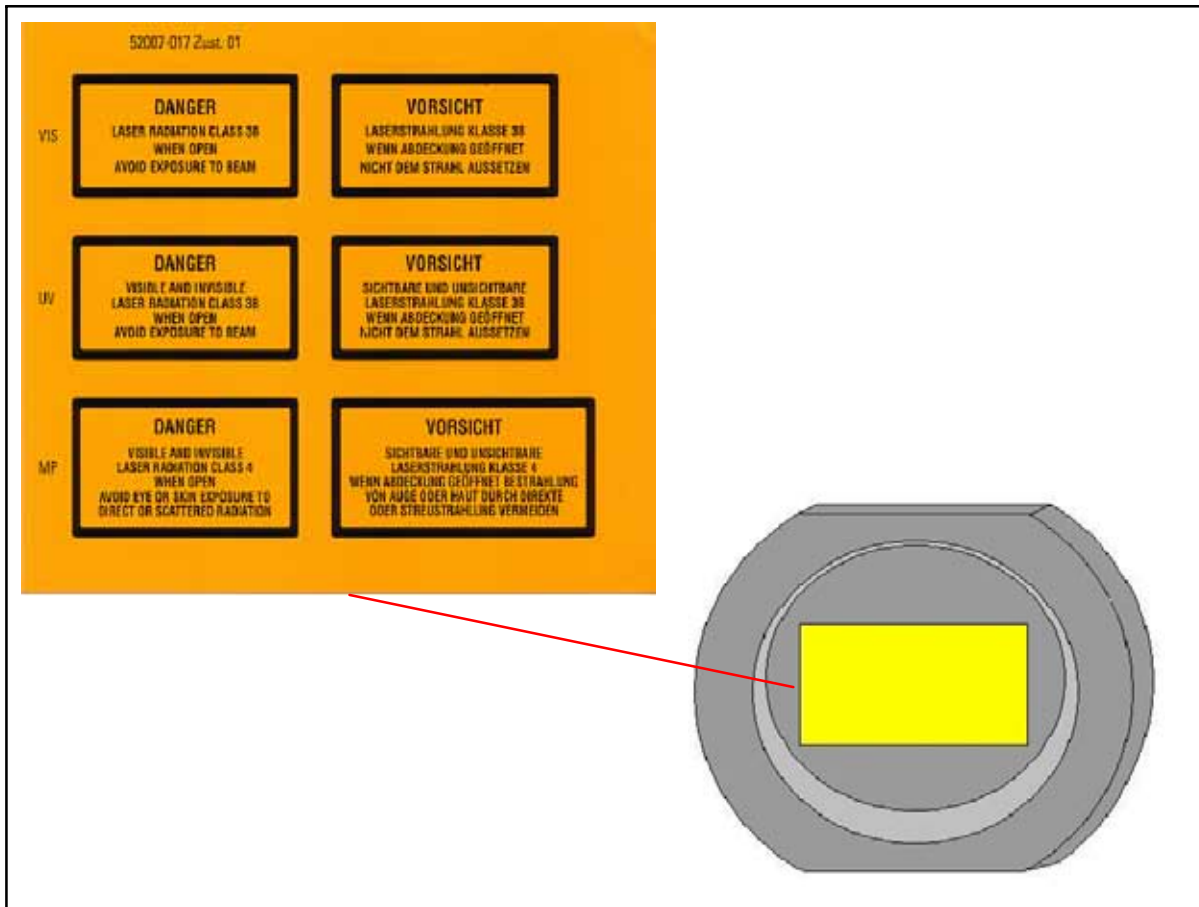 52007-017 Zust. 01
VIS
DANGER
LASER RADIATION CLASS 3B
WHEN OPEN
AVOID EXPOSURE TO BEAM
VORSICHT
LASERSTRAHLUNG KLASSE 3B
WENN ABDECKUNG GEÖFFNET
NICHT DEM STRAHL AUSSETZEN
UV
DANGER
VISIBLE AND INVISIBLE
LASER RADIATION CLASS 3B
WHEN OPEN
AVOID EXPOSURE TO BEAM
VORSICHT
SICHTBARE UND UNSICHTBARE
LASERSTRAHLUNG KLASSE 3B
WENN ABDECKUNG GEÖFFNET
NICHT DEM STRAHL AUSSETZEN
MP
DANGER
VISIBLE AND INVISIBLE
LASER RADIATION CLASS 4
WHEN OPEN
AVOID EYE OR SKIN EXPOSURE TO
DIRECT OR SCATTERED RADIATION
VORSICHT
SICHTBARE UND UNSICHTBARE
LASERSTRAHLUNG KLASSE 4
WENN ABDECKUNG GEÖFFNET BESTRAHLUNG
VON AUGE ODER HAUT DURCH DIREKTE
ODER STREUSTRAHLUNG VERMEIDEN